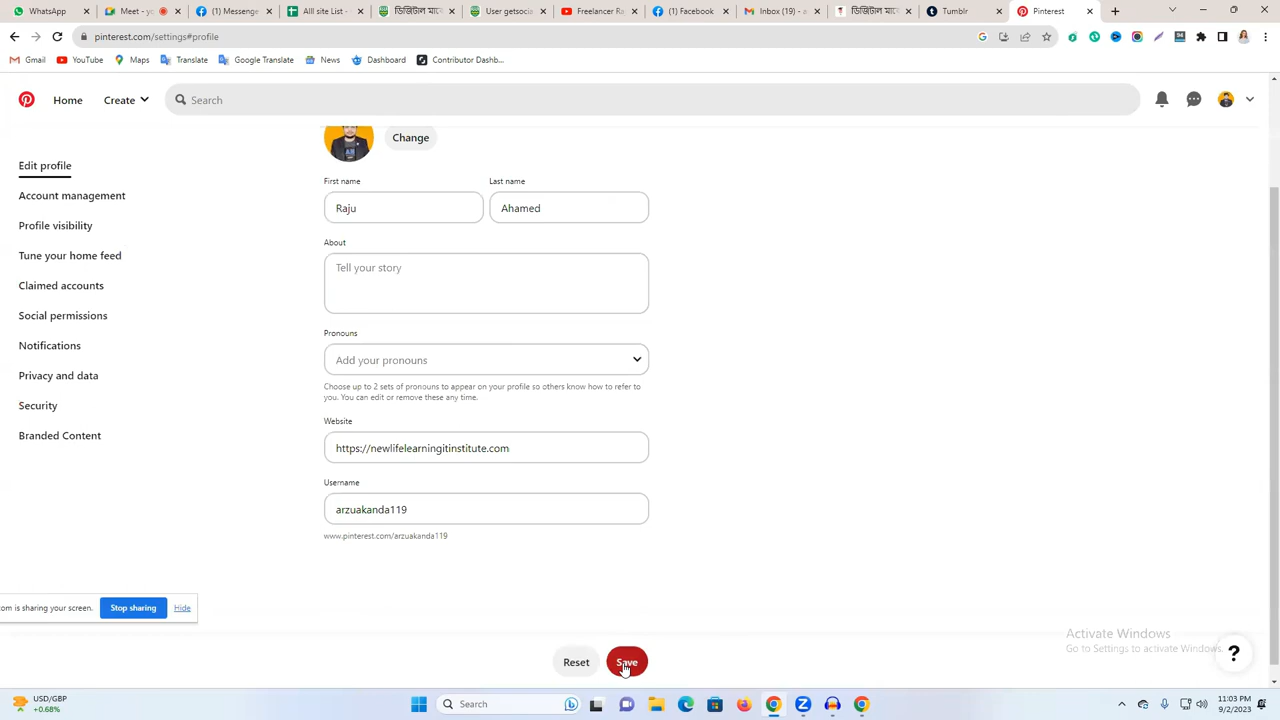 WhatsApp
Meet - yo
(1) Messenge
All site List -
ডিজিটাল মার্কে
User getsocia
Freelancer Raj
(1) Facebook
Inbox (19) - a
ডিজিটাল মার্কে
Tumblr
Pinterest
pinterest.com/settings#profile
Gmail
YouTube
Maps
Translate
Google Translate
News
Dashboard
Contributor Dashb...
Home
Create
Search
Edit profile
Account management
Profile visibility
Tune your home feed
Claimed accounts
Social permissions
Notifications
Privacy and data
Security
Branded Content
Change
First name
Last name
Raju
Ahamed
About
Tell your story
Pronouns
Add your pronouns
Choose up to 2 sets of pronouns to appear on your profile so others know how to refer to
you. You can edit or remove these any time.
Website
https://newlifelearningitinstitute.com
Username
arzuakanda119
www.pinterest.com/arzuakanda119
om is sharing your screen.
Stop sharing
Hide
Reset
Save
Activate Windows
Go to Settings to activate Windows.
?
USD/GBP
+0.68%
Search
11:03 PM
9/2/2023